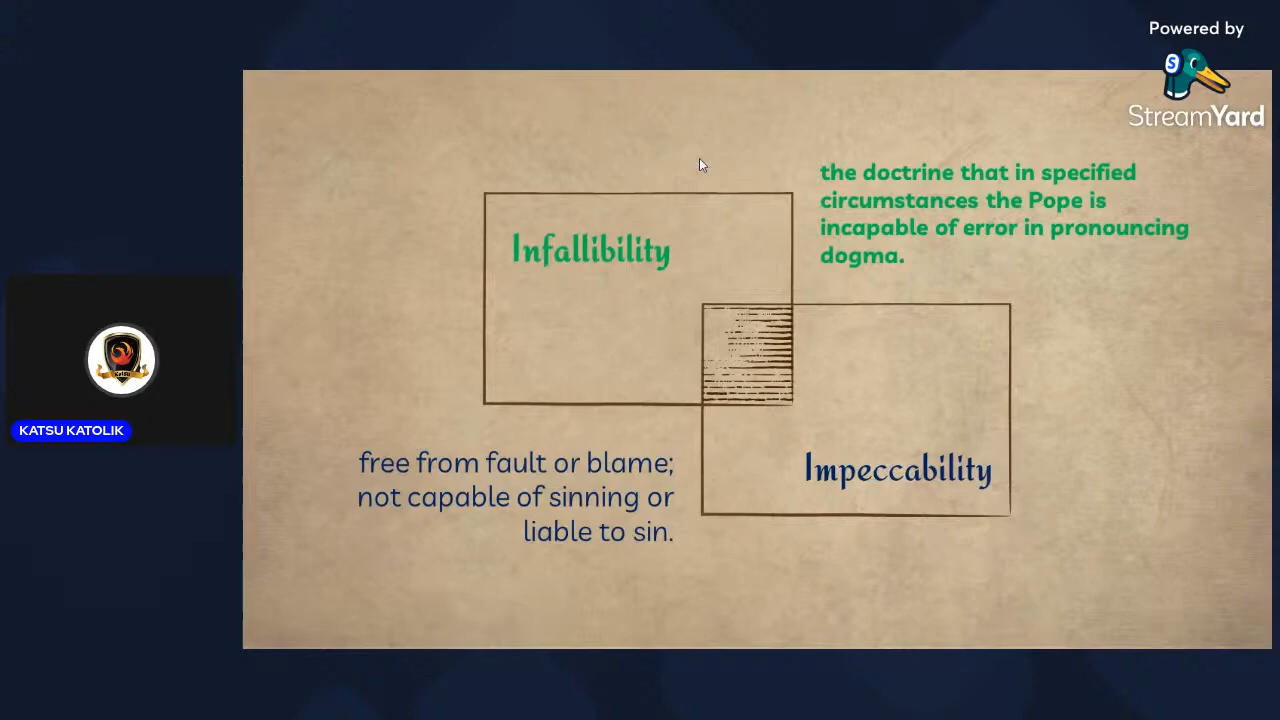 Powered by
StreamYard
the doctrine that in specified
circumstances the Pope is
incapable of error in pronouncing
dogma.
Infallibility
KATSU KATOLIK
free from fault or blame;
not capable of sinning or
liable to sin.
Impeccability